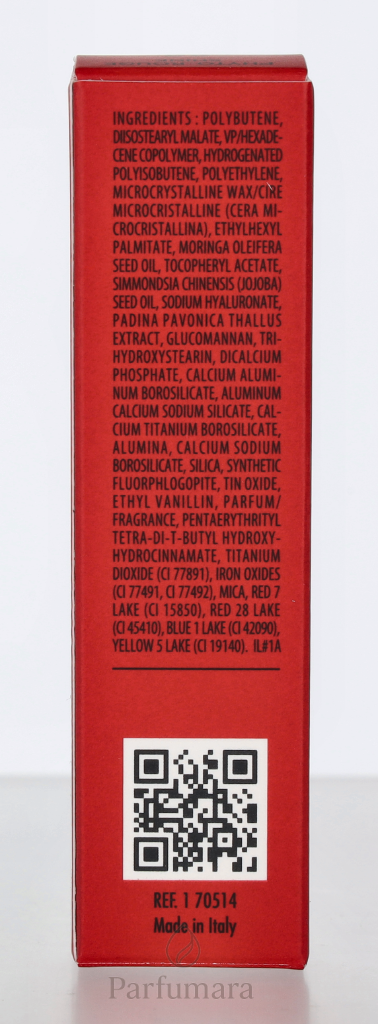 INGREDIENTS : POLYBUTENE,
DIISOSTEARYL MALATE, VP/HEXADE-
CENE COPOLYMER, HYDROGENATED
POLYISOBUTENE, POLYETHYLENE,
MICROCRYSTALLINE WAX/CIRE
MICROCRISTALLINE (CERA MI-
CROCRISTALLINA), ETHYLHEXYL
PALMITATE, MORINGA OLEIFERA
SEED OIL, TOCOPHERYL ACETATE,
SIMMONDSIA CHINENSIS (JOJOBA)
SEED OIL, SODIUM HYALURONATE,
PADINA PAVONICA THALLUS
EXTRACT, GLUCOMANNAN, TRI-
HYDROXYSTEARIN, DICALCIUM
PHOSPHATE, CALCIUM ALUMI-
NUM BOROSILICATE, ALUMINUM
CALCIUM SODIUM SILICATE, CAL-
CIUM TITANIUM BOROSILICATE,
ALUMINA, CALCIUM SODIUM
BOROSILICATE, SILICA, SYNTHETIC
FLUORPHLOGOPITE, TIN OXIDE,
ETHYL VANILLIN, PARFUM/
FRAGRANCE, PENTAERYTHRITYL
TETRA-DI-T-BUTYL HYDROXY-
HYDROCINNAMATE, TITANIUM
DIOXIDE (CI 77891), IRON OXIDES
(CI 77491, CI 77492), MICA, RED 7
LAKE (CI 15850), RED 28 LAKE
(CI 45410), BLUE 1 LAKE (CI 42090),
YELLOW 5 LAKE (CI 19140). IL#1A
REF. 1 70514
Made in Italy
Parfumara